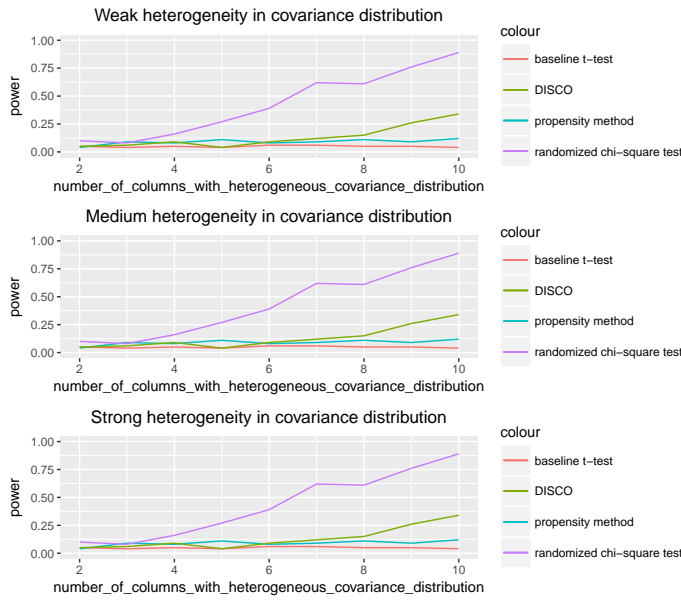 Weak heterogeneity in covariance distribution
power
1.00
0.75
0.50
0.25
0.00
2 4 6 8 10
number_of_columns_with_heterogeneous_covariance_distribution
colour
baseline t−test
DISCO
propensity method
randomized chi−square test
Medium heterogeneity in covariance distribution
power
1.00
0.75
0.50
0.25
0.00
2 4 6 8 10
number_of_columns_with_heterogeneous_covariance_distribution
colour
baseline t−test
DISCO
propensity method
randomized chi−square test
Strong heterogeneity in covariance distribution
power
1.00
0.75
0.50
0.25
0.00
2 4 6 8 10
number_of_columns_with_heterogeneous_covariance_distribution
colour
baseline t−test
DISCO
propensity method
randomized chi−square test